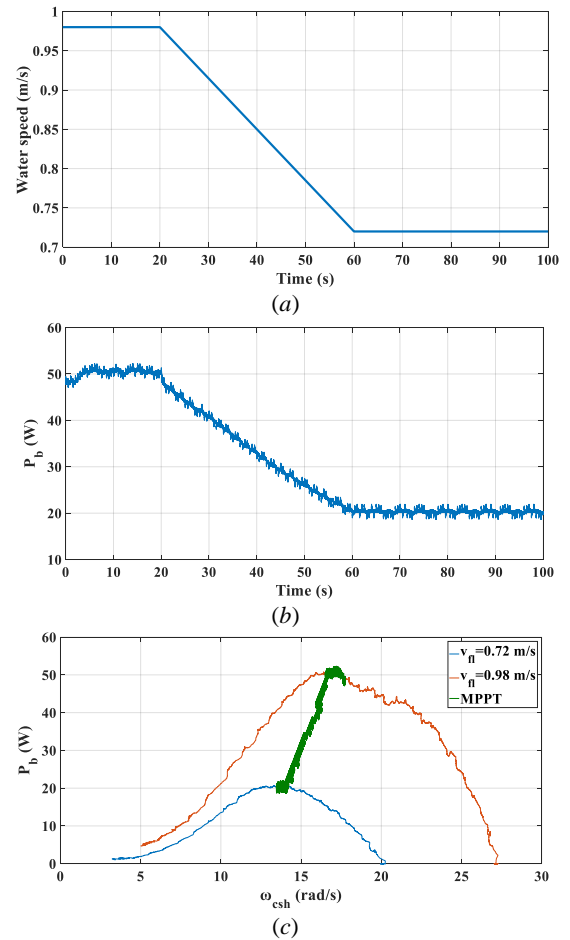 1
0.95
0.9
0.85
0.8
0.75
0.7
Water speed (m/s)
0 10 20 30 40 50 60 70 80 90 100
Time (s)
(a)
60
50
40
30
20
10
P_b (W)
0 10 20 30 40 50 60 70 80 90 100
Time (s)
(b)
60
50
40
30
20
10
0
P_b (W)
v_fl=0.72 m/s
v_fl=0.98 m/s
MPPT
0 5 10 15 20 25 30
ω_csh (rad/s)
(c)